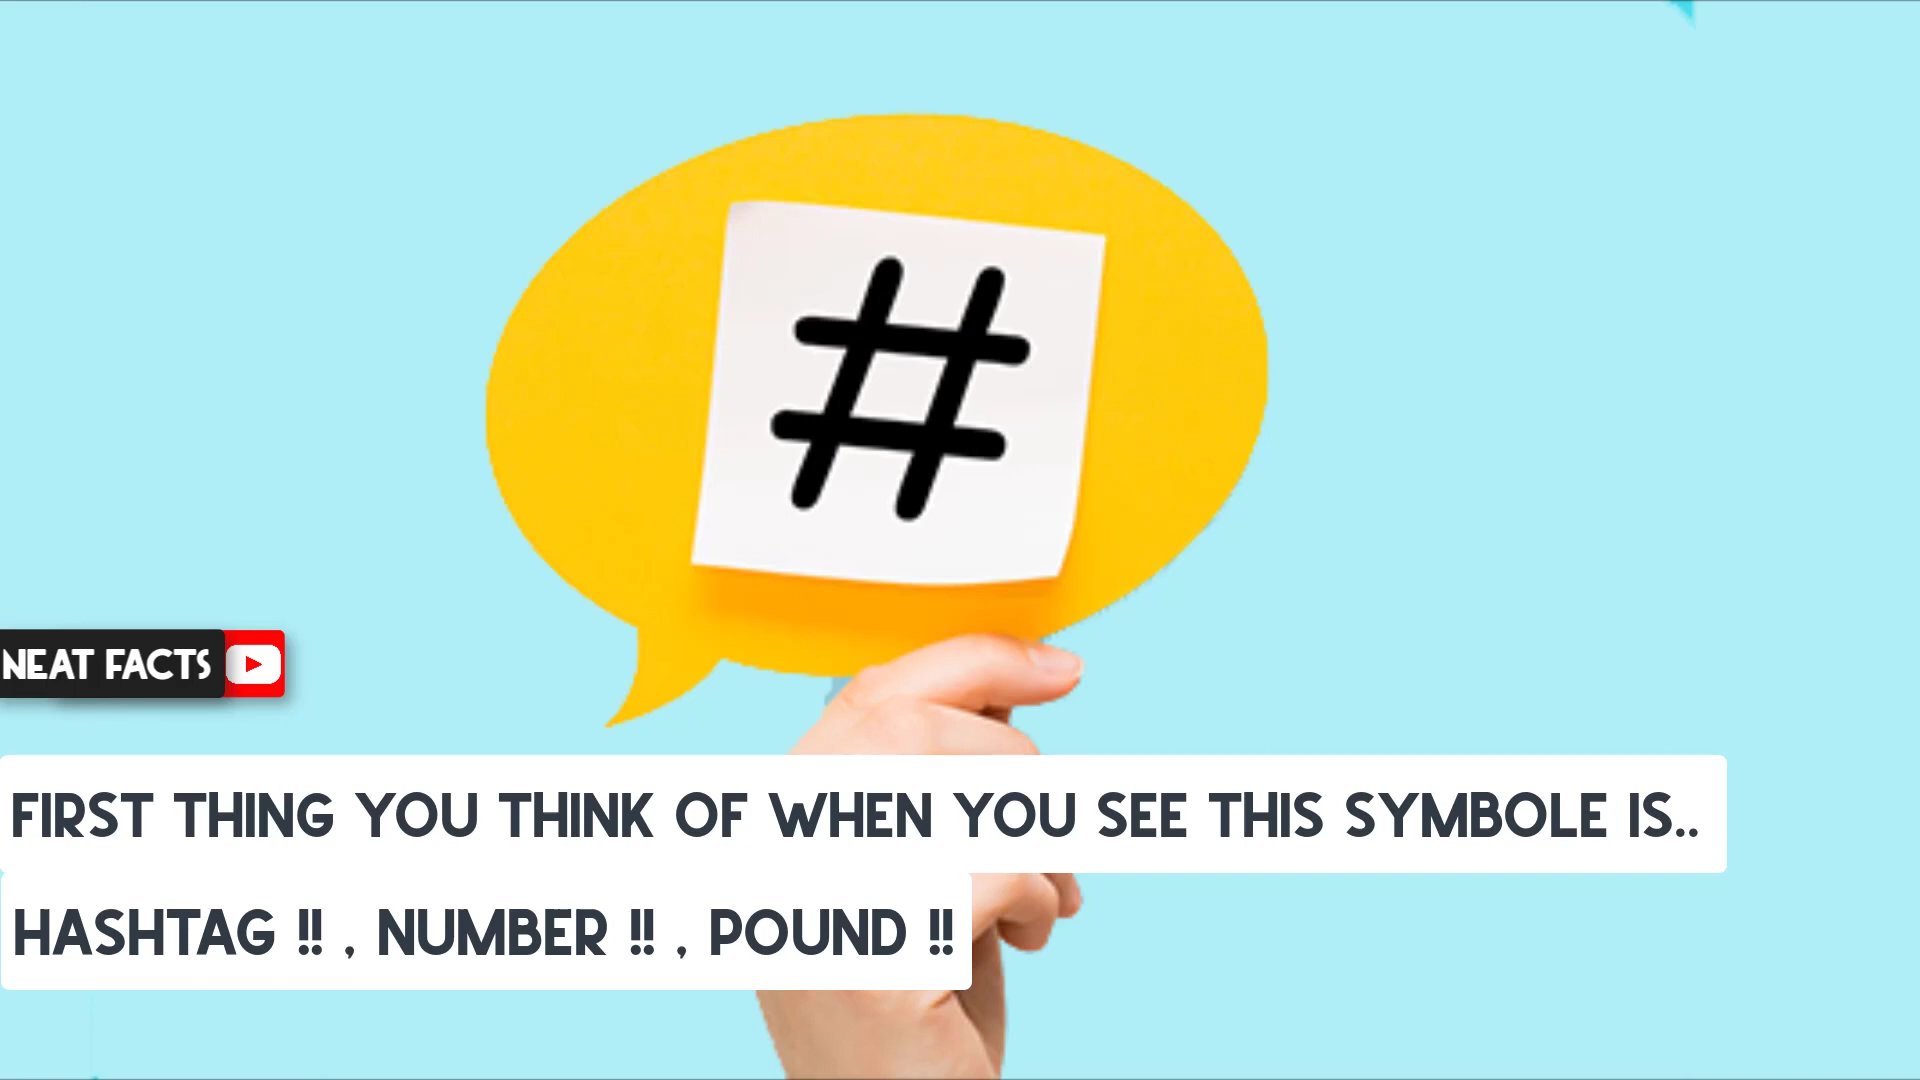 #
NEAT FACTS
FIRST THING YOU THINK OF WHEN YOU SEE THIS SYMBOLE IS..
HASHTAG !! , NUMBER !! , POUND !!